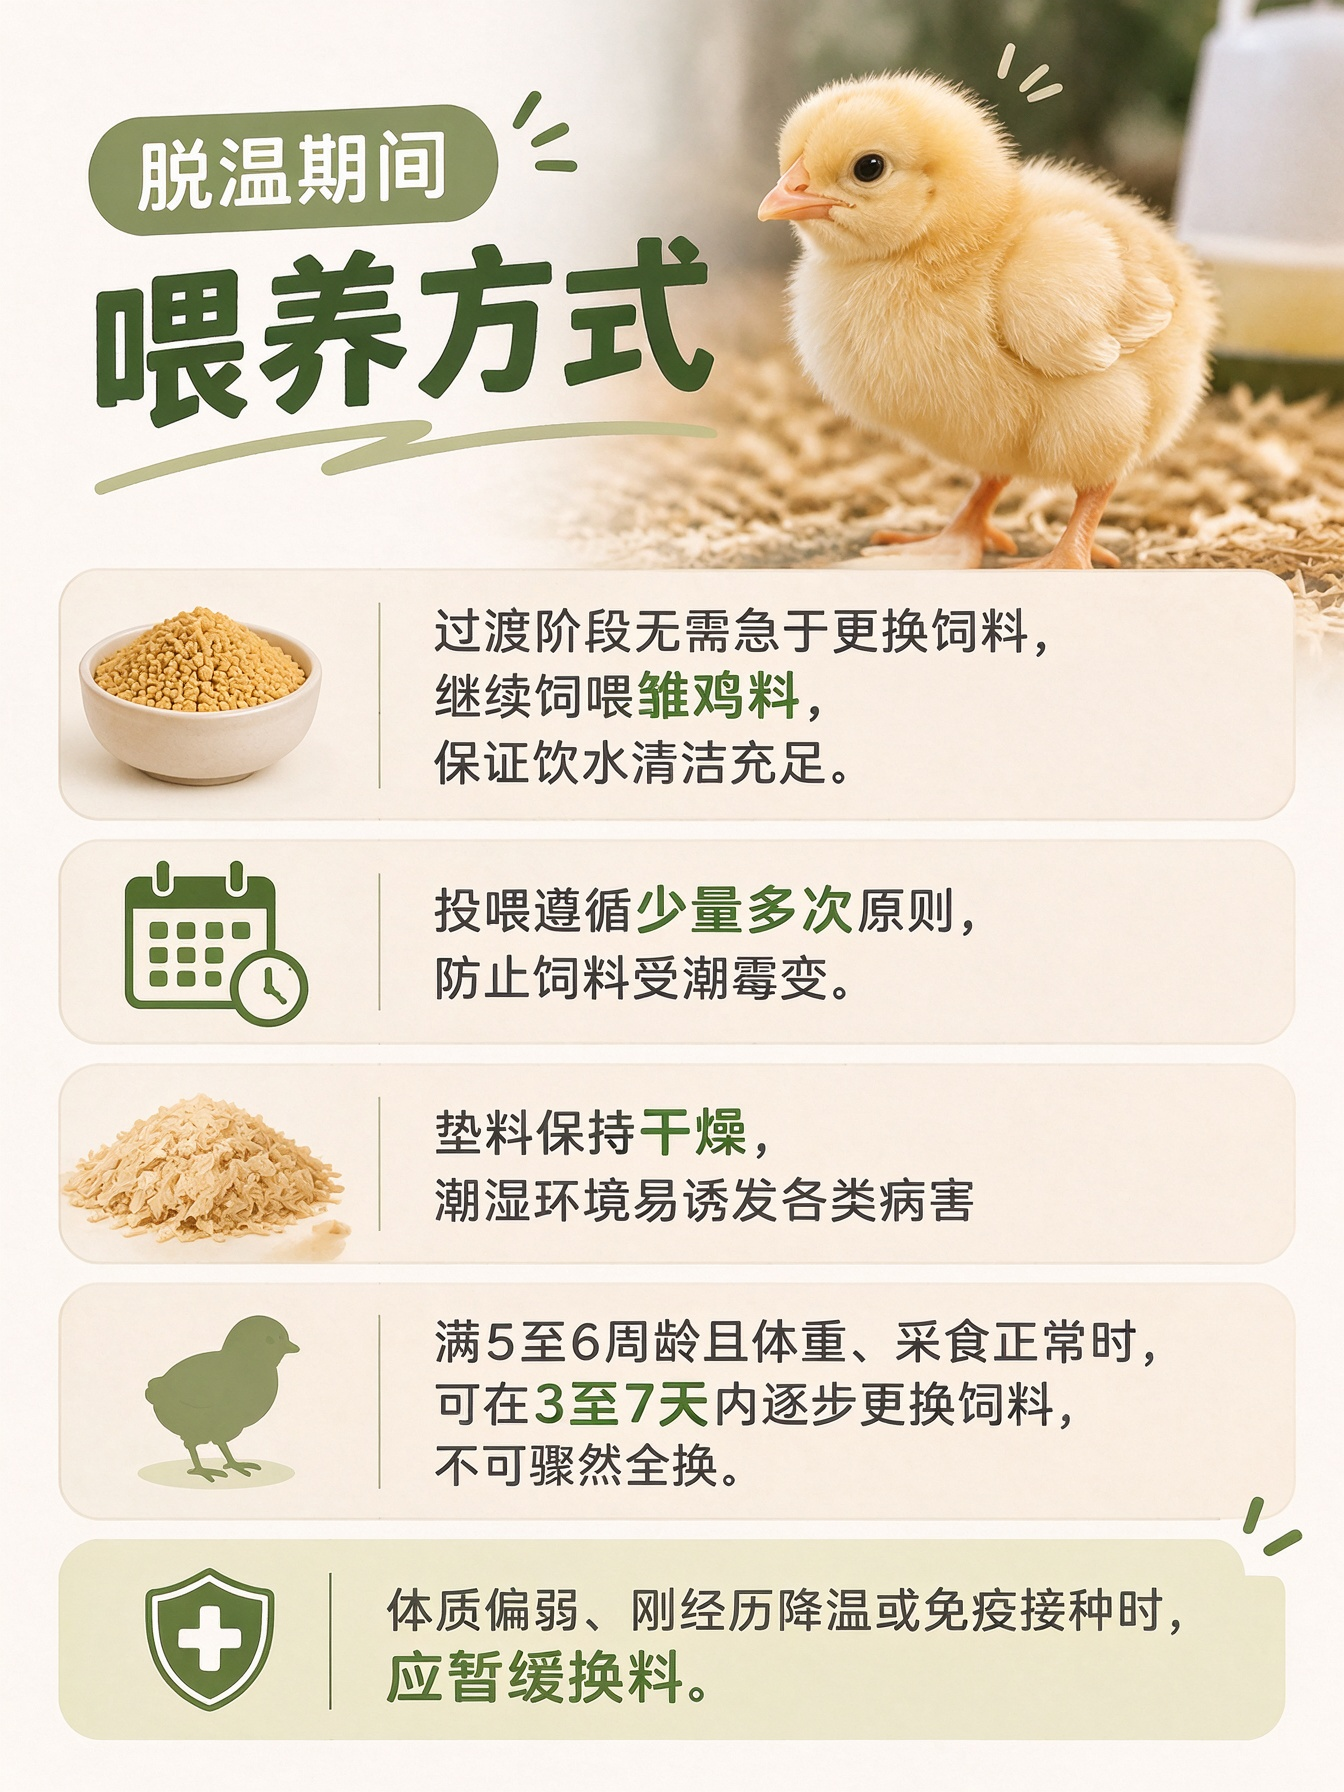 脱温期间
喂养方式
过渡阶段无需急于更换饲料，
继续饲喂雏鸡料，
保证饮水清洁充足。
投喂遵循少量多次原则，
防止饲料受潮霉变。
垫料保持干燥，
潮湿环境易诱发各类病害
满5至6周龄且体重、采食正常时，
可在3至7天内逐步更换饲料，
不可骤然全换。
体质偏弱、刚经历降温或免疫接种时，
应暂缓换料。